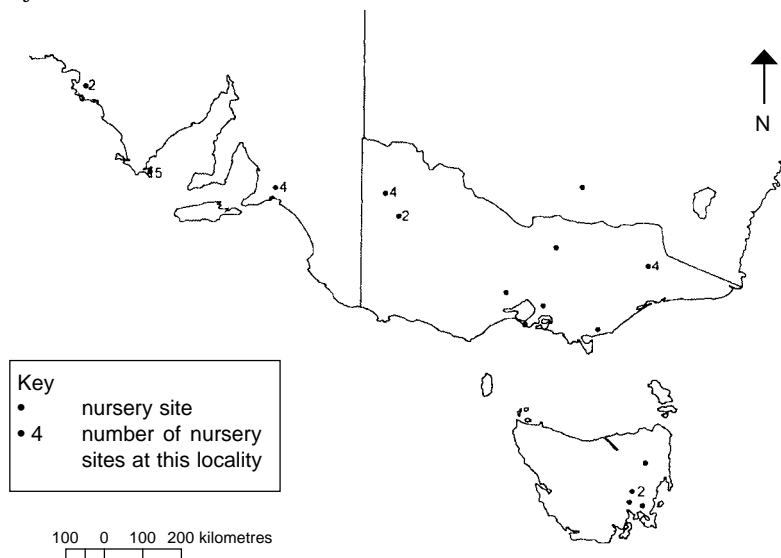 2
N
5
4
4
2
4
Key
• nursery site
• 4 number of nursery
sites at this locality
2
100 0 100 200 kilometres